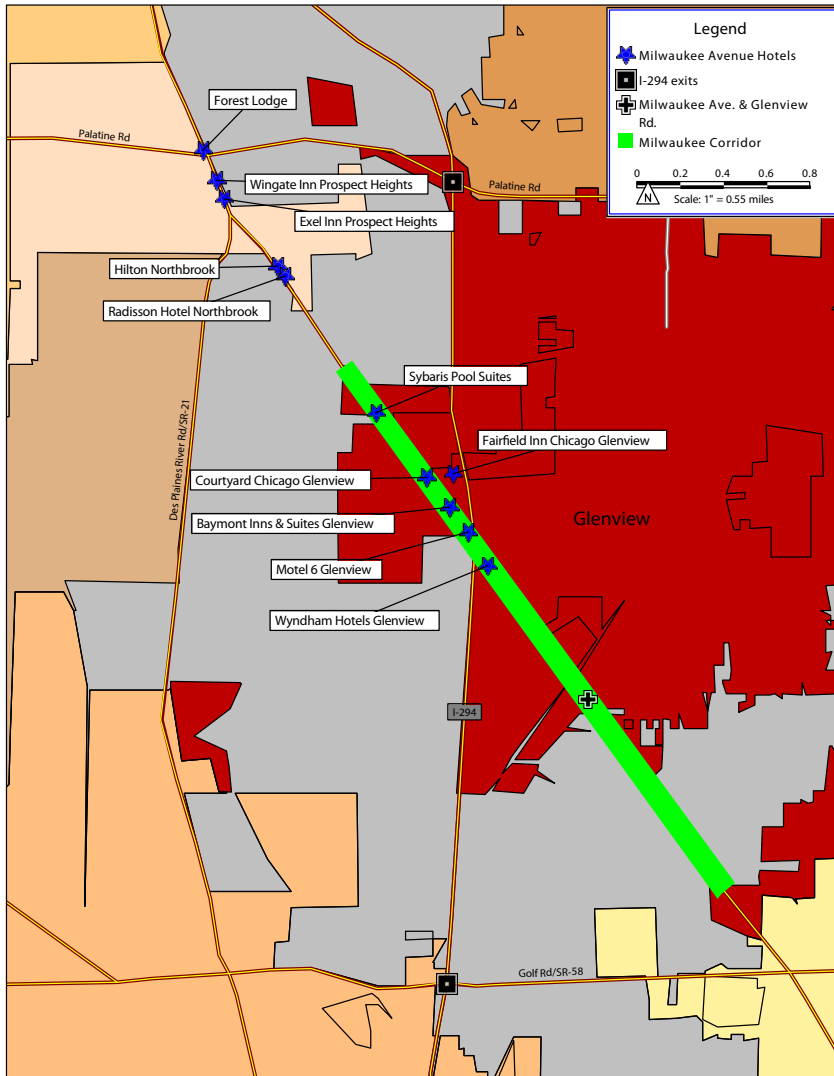 Legend
Milwaukee Avenue Hotels
I-294 exits
Milwaukee Ave. & Glenview
Rd.
Milwaukee Corridor
0 0.2 0.4 0.6 0.8
N
Scale: 1" = 0.55 miles
Forest Lodge
Palatine Rd
Wingate Inn Prospect Heights
Palatine Rd
Exel Inn Prospect Heights
Hilton Northbrook
Radisson Hotel Northbrook
Sybaris Pool Suites
Fairfield Inn Chicago Glenview
Courtyard Chicago Glenview
Des Plaines River Rd/SR-21
Baymont Inns & Suites Glenview
Glenview
Motel 6 Glenview
Wyndham Hotels Glenview
I-294
Golf Rd/SR-58